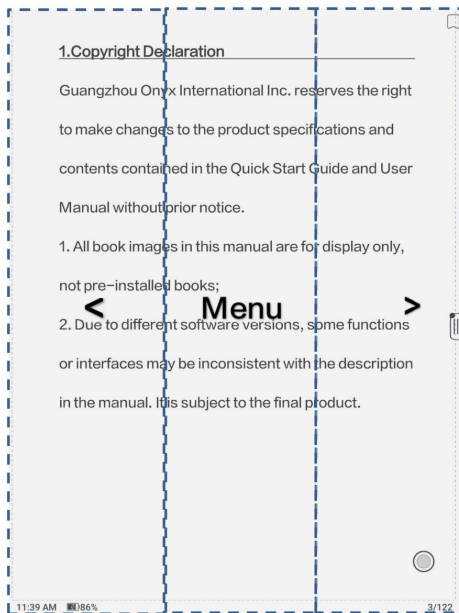 1.Copyright Declaration
Guangzhou Onyx International Inc. reserves the right
to make changes to the product specifications and
contents contained in the Quick Start Guide and User
Manual without prior notice.
1. All book images in this manual are for display only,
not pre-installed books;
< Menu >
2. Due to different software versions, some functions
or interfaces may be inconsistent with the description
in the manual. It is subject to the final product.
11:39 AM 86% 3/122